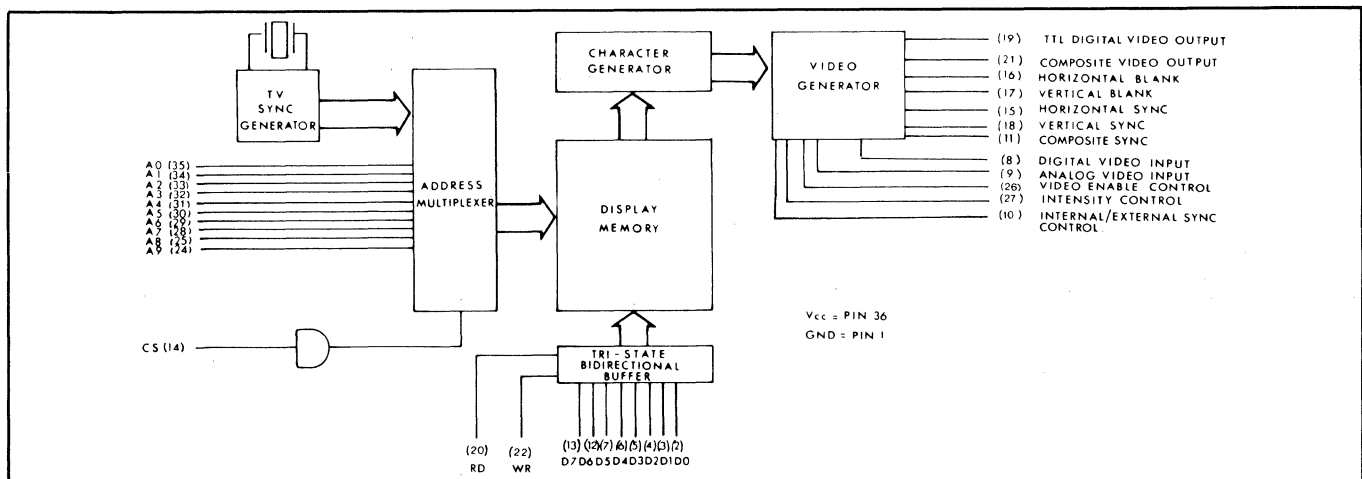 TV
SYNC
GENERATOR
A0 (35)
A1 (34)
A2 (33)
A3 (32)
A4 (31)
A5 (30)
A6 (29)
A7 (28)
A8 (25)
A9 (24)
ADDRESS
MULTIPLEXER
CS (14)
CHARACTER
GENERATOR
DISPLAY
MEMORY
TRI-STATE
BIDIRECTIONAL
BUFFER
(20)
RD
(22)
WR
(13) (12) (7) (6) (5) (4) (3) (2)
D7 D6 D5 D4 D3 D2 D1 D0
VIDEO
GENERATOR
(19) TTL DIGITAL VIDEO OUTPUT
(21) COMPOSITE VIDEO OUTPUT
(16) HORIZONTAL BLANK
(17) VERTICAL BLANK
(15) HORIZONTAL SYNC
(18) VERTICAL SYNC
(11) COMPOSITE SYNC
(8) DIGITAL VIDEO INPUT
(9) ANALOG VIDEO INPUT
(26) VIDEO ENABLE CONTROL
(27) INTENSITY CONTROL
(10) INTERNAL/EXTERNAL SYNC
CONTROL.
Vcc = PIN 36
GND = PIN 1